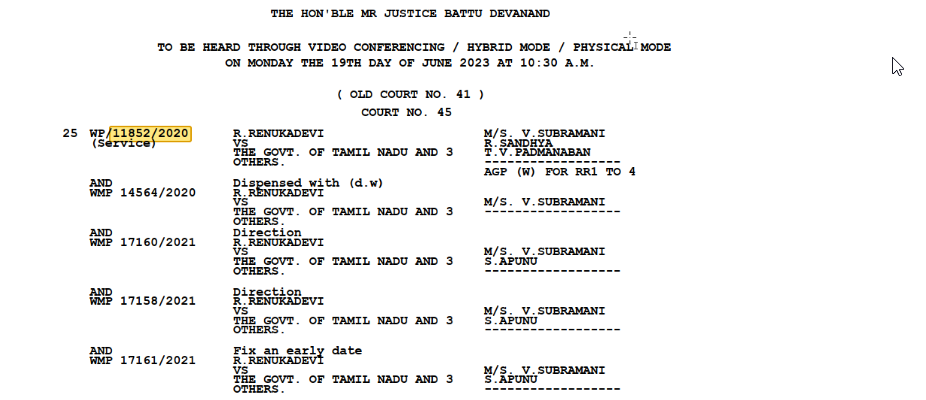 THE HON'BLE MR JUSTICE BATTU DEVANAND
TO BE HEARD THROUGH VIDEO CONFERENCING / HYBRID MODE / PHYSICAL MODE
ON MONDAY THE 19TH DAY OF JUNE 2023 AT 10:30 A.M.
( OLD COURT NO. 41 )
COURT NO. 45
25 WP/11852/2020 R.RENUKADEVI M/S. V.SUBRAMANI
(Service) VS R.SANDHYA
THE GOVT. OF TAMIL NADU AND 3 T.V.PADMANABAN
OTHERS. ------------------
AGP (W) FOR RR1 TO 4
AND Dispensed with (d.w)
WMP 14564/2020 R.RENUKADEVI
VS M/S. V.SUBRAMANI
THE GOVT. OF TAMIL NADU AND 3 ------------------
OTHERS.
AND Direction
WMP 17160/2021 R.RENUKADEVI
VS M/S. V.SUBRAMANI
THE GOVT. OF TAMIL NADU AND 3 S.APUNU
OTHERS. ------------------
AND Direction
WMP 17158/2021 R.RENUKADEVI
VS M/S. V.SUBRAMANI
THE GOVT. OF TAMIL NADU AND 3 S.APUNU
OTHERS. ------------------
AND Fix an early date
WMP 17161/2021 R.RENUKADEVI
VS M/S. V.SUBRAMANI
THE GOVT. OF TAMIL NADU AND 3 S.APUNU
OTHERS. ------------------